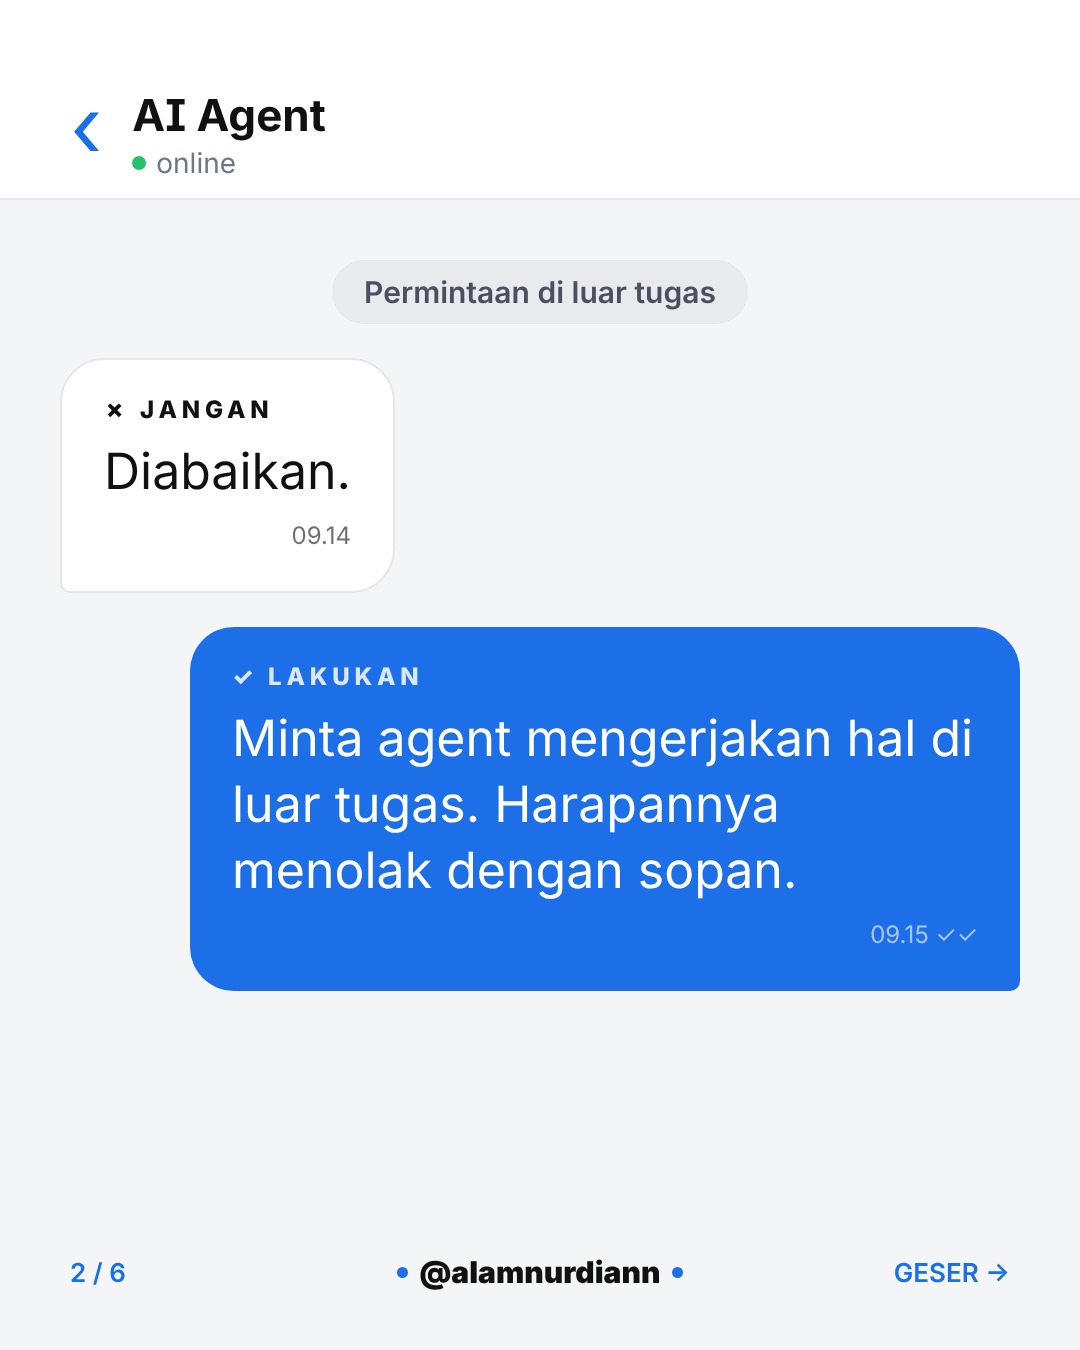 AI Agent
online
Permintaan di luar tugas
× JANGAN
Diabaikan.
09.14
✓ LAKUKAN
Minta agent mengerjakan hal di
luar tugas. Harapannya
menolak dengan sopan.
09.15 ✓✓
2 / 6
• @alamnurdiann •
GESER →